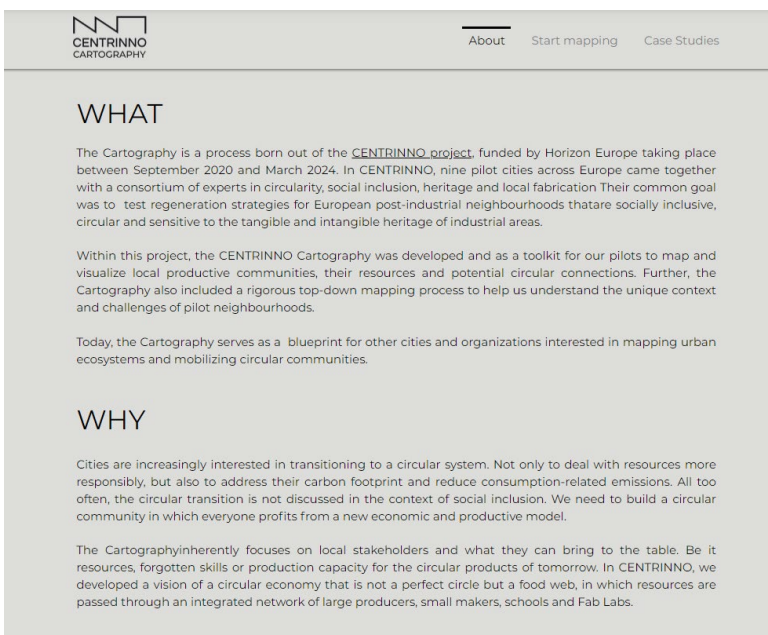 CENTRINNO
CARTOGRAPHY
About
Start mapping
Case Studies
WHAT
The Cartography is a process born out of the CENTRINNO project, funded by Horizon Europe taking place
between September 2020 and March 2024. In CENTRINNO, nine pilot cities across Europe came together
with a consortium of experts in circularity, social inclusion, heritage and local fabrication Their common goal
was to test regeneration strategies for European post-industrial neighbourhoods thatare socially inclusive,
circular and sensitive to the tangible and intangible heritage of industrial areas.
Within this project, the CENTRINNO Cartography was developed and as a toolkit for our pilots to map and
visualize local productive communities, their resources and potential circular connections. Further, the
Cartography also included a rigorous top-down mapping process to help us understand the unique context
and challenges of pilot neighbourhoods.
Today, the Cartography serves as a blueprint for other cities and organizations interested in mapping urban
ecosystems and mobilizing circular communities.
WHY
Cities are increasingly interested in transitioning to a circular system. Not only to deal with resources more
responsibly, but also to address their carbon footprint and reduce consumption-related emissions. All too
often, the circular transition is not discussed in the context of social inclusion. We need to build a circular
community in which everyone profits from a new economic and productive model.
The Cartographyinherently focuses on local stakeholders and what they can bring to the table. Be it
resources, forgotten skills or production capacity for the circular products of tomorrow. In CENTRINNO, we
developed a vision of a circular economy that is not a perfect circle but a food web, in which resources are
passed through an integrated network of large producers, small makers, schools and Fab Labs.